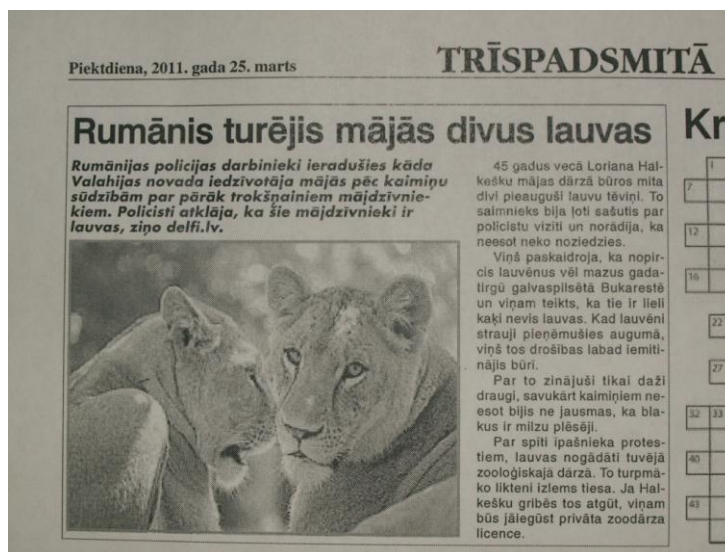 Piektdiena, 2011. gada 25. marts
TRĪSPADSMITĀ
Rumānis turējis mājās divus lauvas
Rumānijas policijas darbinieki ieradušies kāda
Valahijas novada iedzīvotāja mājās pēc kaimiņu
sūdzībām par pārāk trokšņainiem mājdzīvnie-
kiem. Policisti atklāja, ka šie mājdzīvnieki ir
lauvas, ziņo delfi.lv.
45 gadus vecā Loriana Hal-
kešku mājas dārzā būros mita
divi pieauguši lauvu tēviņi. To
saimnieks bija ļoti sašutis par
policistu vizīti un norādīja, ka
neesot neko noziedzies.
Viņš paskaidroja, ka nopir-
cis lauvēnus vēl mazus gada-
tirgū galvaspilsētā Bukarestē
un viņam teikts, ka tie ir lieli
kaķi nevis lauvas. Kad lauvēni
strauji pieņēmušies augumā,
viņš tos drošības labad iemiti-
nājis būrī.
Par to zinājuši tikai daži
draugi, savukārt kaimiņiem ne-
esot bijis ne jausmas, ka bla-
kus ir milzu plēsēji.
Par spīti īpašnieka protes-
tiem, lauvas nogādāti tuvējā
zooloģiskajā dārzā. To turpmā-
ko likteni izlems tiesa. Ja Hal-
kešku gribēs tos atgūt, viņam
būs jāiegūst privāta zoodārza
licence.
Kr
1
7
12
16
22
27
32 33
40
43